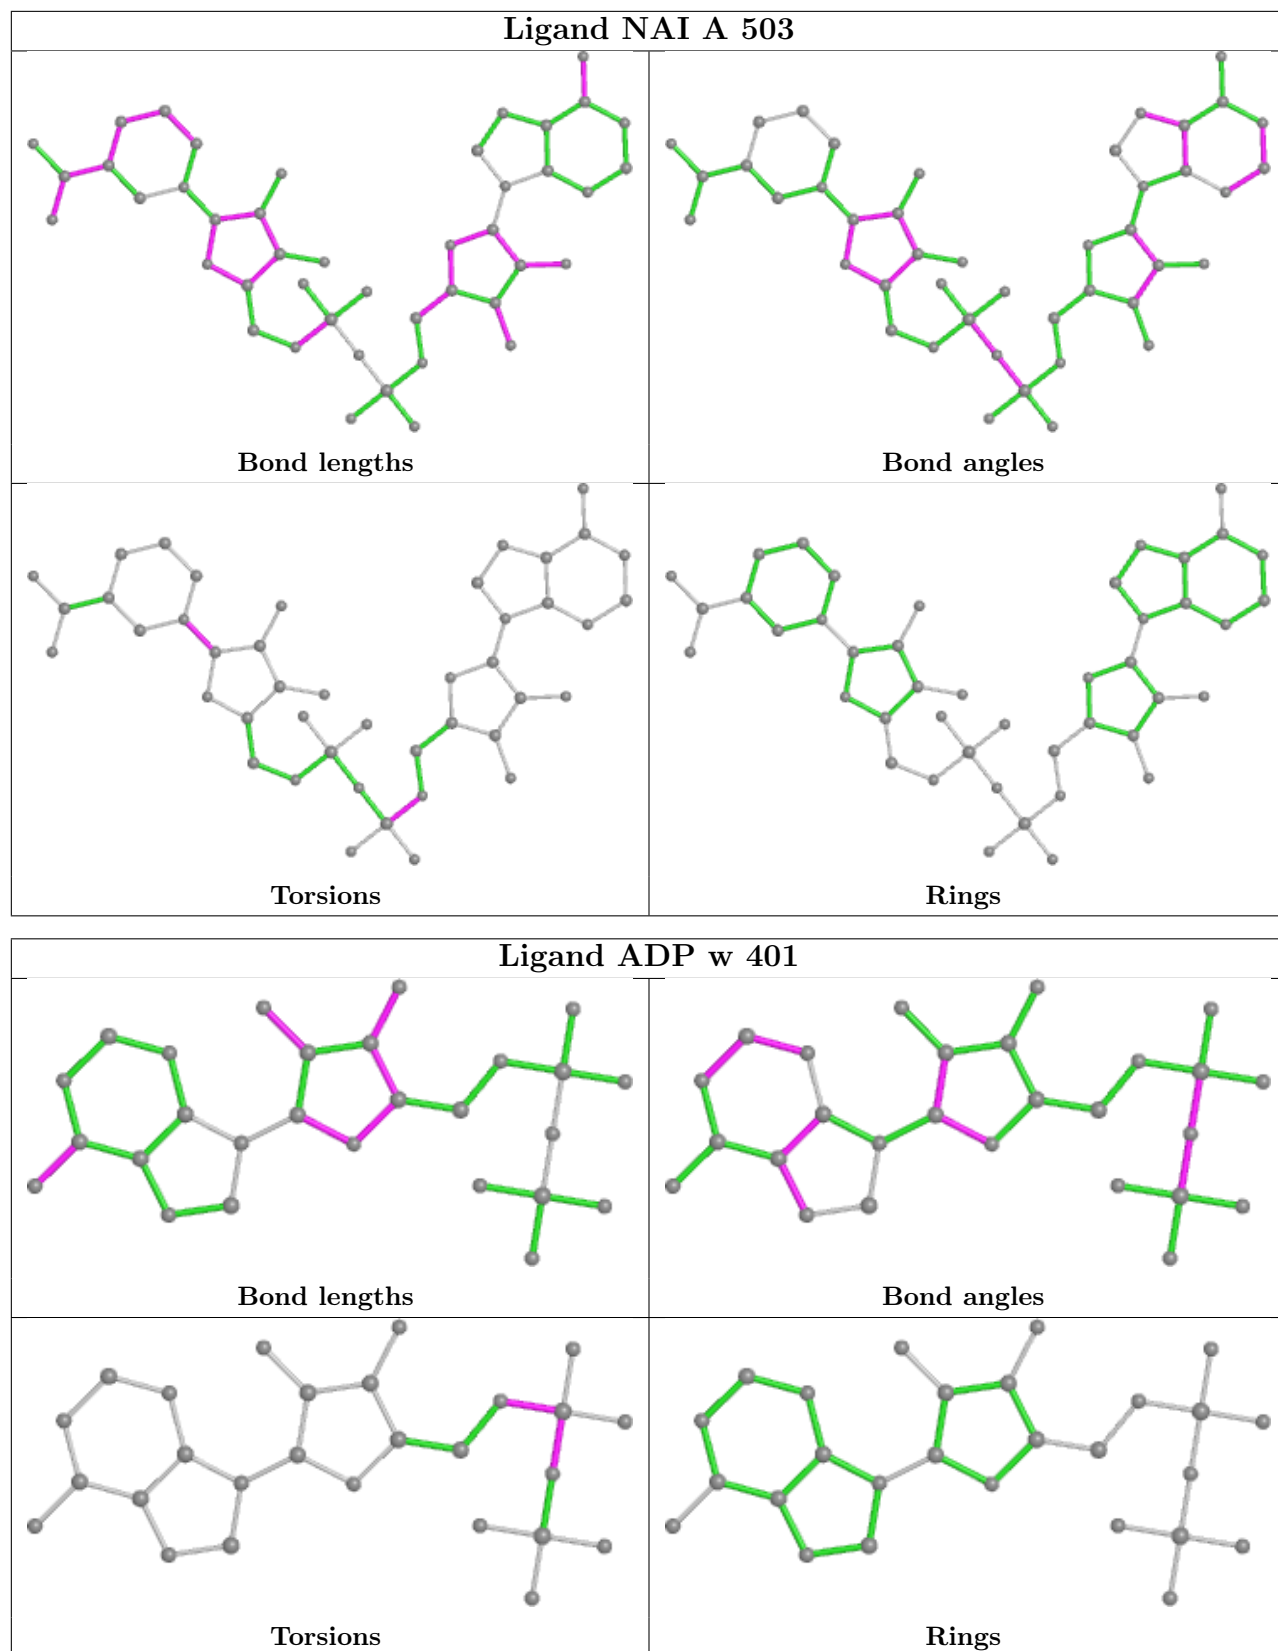 Ligand NAI A 503
Bond lengths
Bond angles
Torsions
Rings
Ligand ADP w 401
Bond lengths
Bond angles
Torsions
Rings